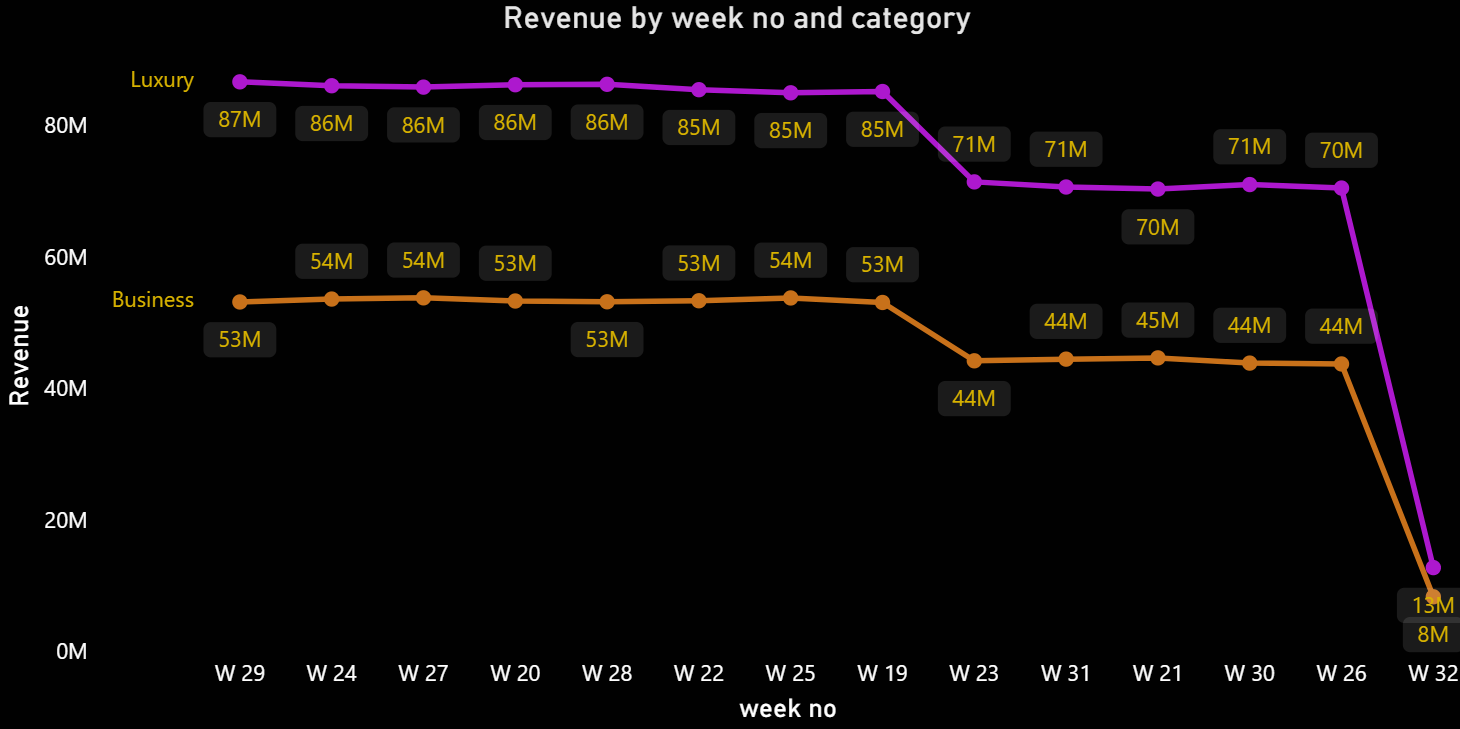 Revenue by week no and category
Luxury
87M 86M 86M 86M 86M 85M 85M 85M 71M 71M 70M 71M 70M
80M
60M
54M 54M 53M 53M 54M 53M
Business
53M 53M
44M 45M 44M 44M
44M
Revenue
40M
20M
13M
8M
0M
W 29 W 24 W 27 W 20 W 28 W 22 W 25 W 19 W 23 W 31 W 21 W 30 W 26 W 32
week no